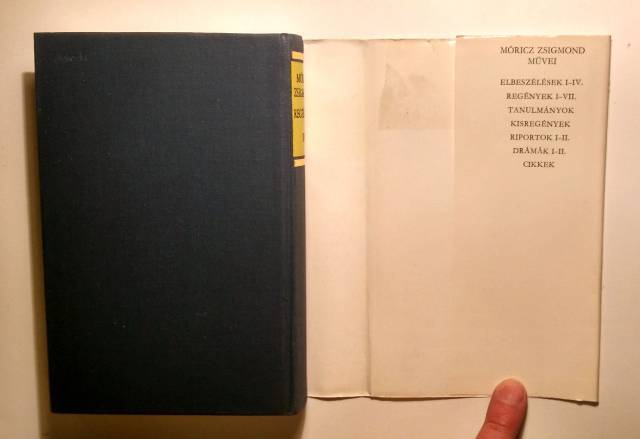 MÓRICZ ZSIGMOND
MŰVEI
ELBESZÉLÉSEK I–IV.
REGÉNYEK I–VII.
TANULMÁNYOK
KISREGÉNYEK
RIPORTOK I–II.
DRÁMÁK I–II.
CIKKEK